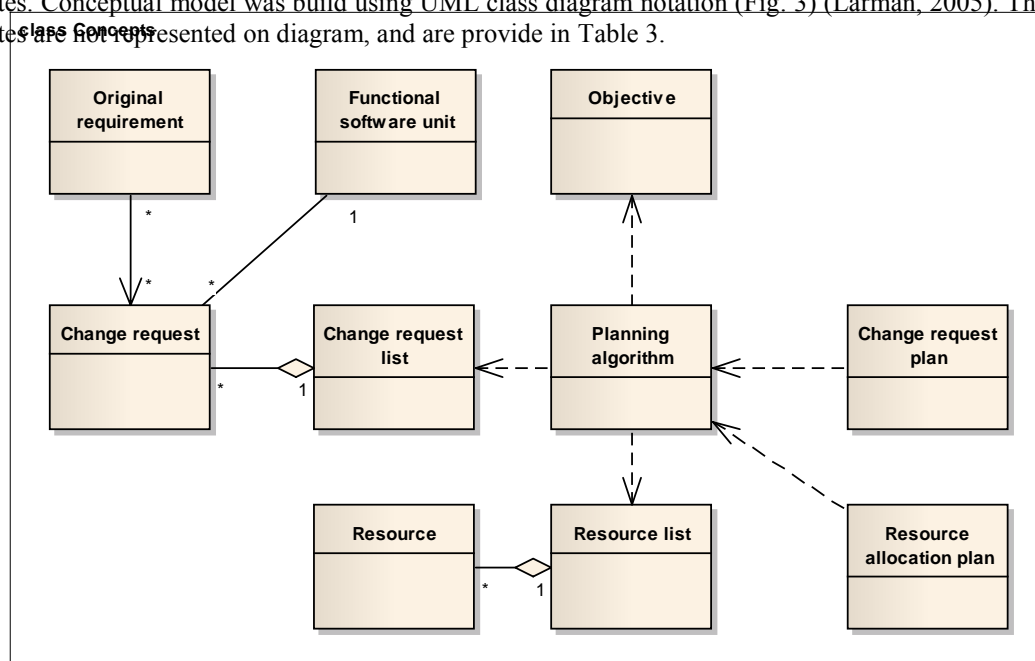 tes. Conceptual model was build using UML class diagram notation (Fig. 3) (Larman, 2005). Th
tes are not represented on diagram, and are provide in Table 3.
class Concepts
Original
requirement
Functional
software unit
Objective
*
1
*
*
Change request
Change request
list
Planning
algorithm
Change request
plan
*
1
Resource
Resource list
Resource
allocation plan
*
1